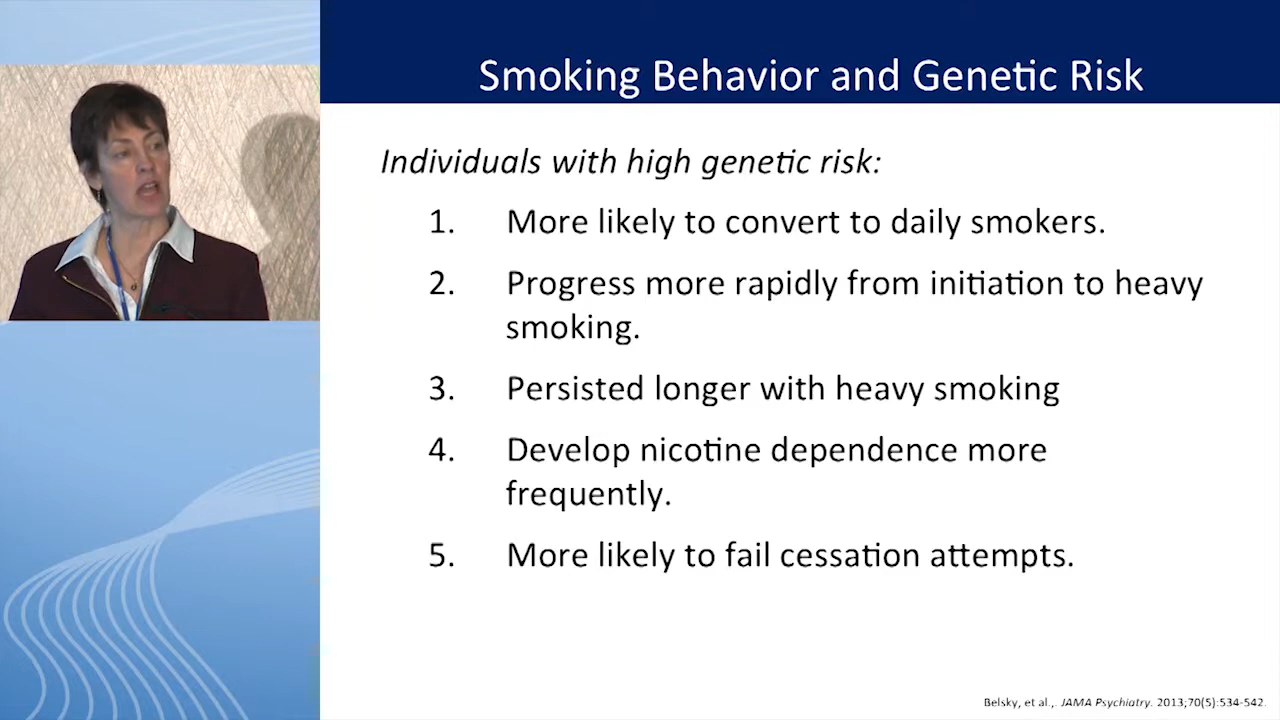 Smoking Behavior and Genetic Risk
Individuals with high genetic risk:
1. More likely to convert to daily smokers.
2. Progress more rapidly from initiation to heavy
smoking.
3. Persisted longer with heavy smoking
4. Develop nicotine dependence more
frequently.
5. More likely to fail cessation attempts.
Belsky, et al.,. JAMA Psychiatry. 2013;70(5):534-542.